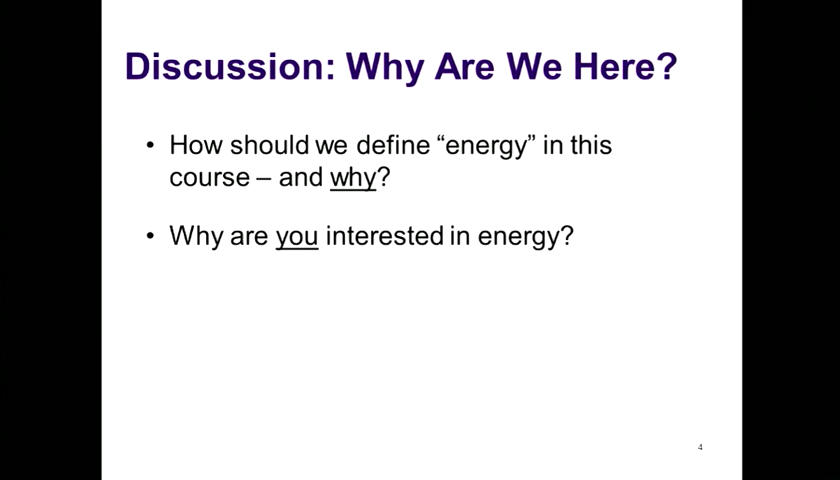 Discussion: Why Are We Here?
• How should we define “energy” in this
course – and why?
• Why are you interested in energy?
4